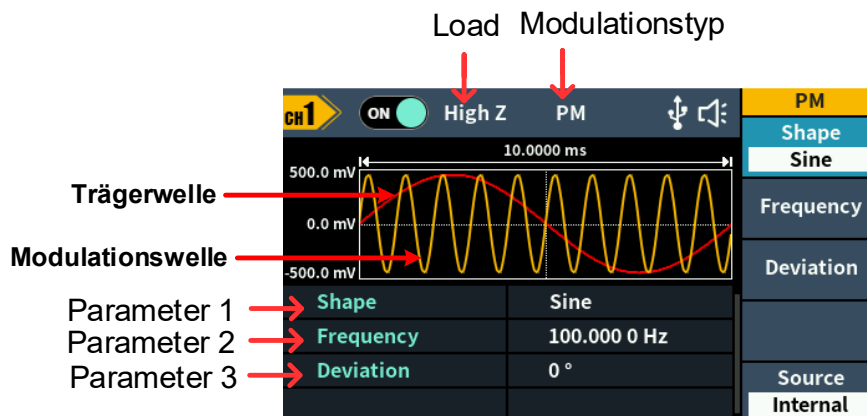 Load Modulationstyp
CH1 ON High Z PM
PM
Shape
Sine
10.0000 ms
500.0 mV
Trägerwelle
0.0 mV
Frequency
Modulationswelle
Deviation
-500.0 mV
Parameter 1 Shape Sine
Parameter 2 Frequency 100.000 0 Hz
Parameter 3 Deviation 0 °
Source
Internal